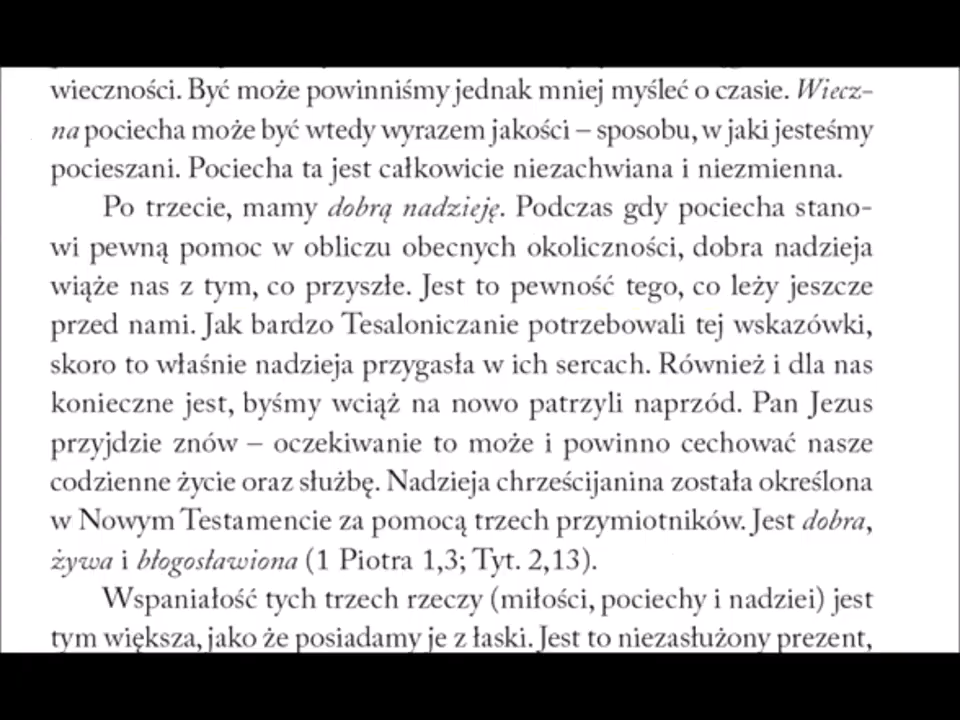 wieczności. Być może powinniśmy jednak mniej myśleć o czasie. Wiecz-
na pociecha może być wtedy wyrazem jakości – sposobu, w jaki jesteśmy
pocieszani. Pociecha ta jest całkowicie niezachwiana i niezmienna.
Po trzecie, mamy dobrą nadzieję. Podczas gdy pociecha stano-
wi pewną pomoc w obliczu obecnych okoliczności, dobra nadzieja
wiąże nas z tym, co przyszłe. Jest to pewność tego, co leży jeszcze
przed nami. Jak bardzo Tesaloniczanie potrzebowali tej wskazówki,
skoro to właśnie nadzieja przygasła w ich sercach. Również i dla nas
konieczne jest, byśmy wciąż na nowo patrzyli naprzód. Pan Jezus
przyjdzie znów – oczekiwanie to może i powinno cechować nasze
codzienne życie oraz służbę. Nadzieja chrześcijanina została określona
w Nowym Testamencie za pomocą trzech przymiotników. Jest dobra,
żywa i błogosławiona (1 Piotra 1,3; Tyt. 2,13).
Wspaniałość tych trzech rzeczy (miłości, pociechy i nadziei) jest
tym większa, jako że posiadamy je z łaski. Jest to niezasłużony prezent,